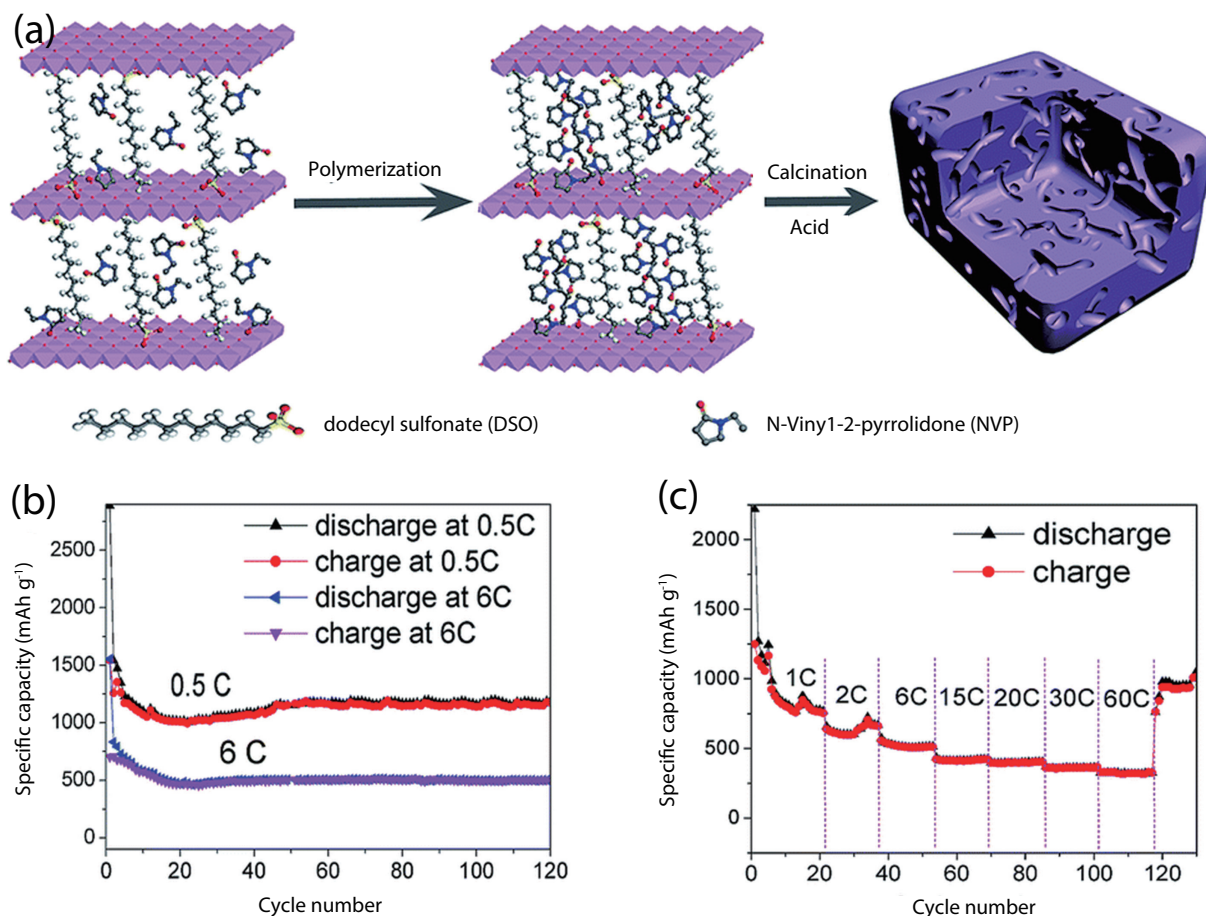 (a)
Polymerization
Calcination
Acid
dodecyl sulfonate (DSO)
N-Viny1-2-pyrrolidone (NVP)
(b)
discharge at 0.5C
charge at 0.5C
discharge at 6C
charge at 6C
0.5 C
6 C
2500
2000
1500
1000
500
0
Specific capacity (mAh g⁻¹)
0 20 40 60 80 100 120
Cycle number
(c)
discharge
charge
1C 2C 6C 15C 20C 30C 60C
2000
1500
1000
500
0
Specific capacity (mAh g⁻¹)
0 20 40 60 80 100 120
Cycle number